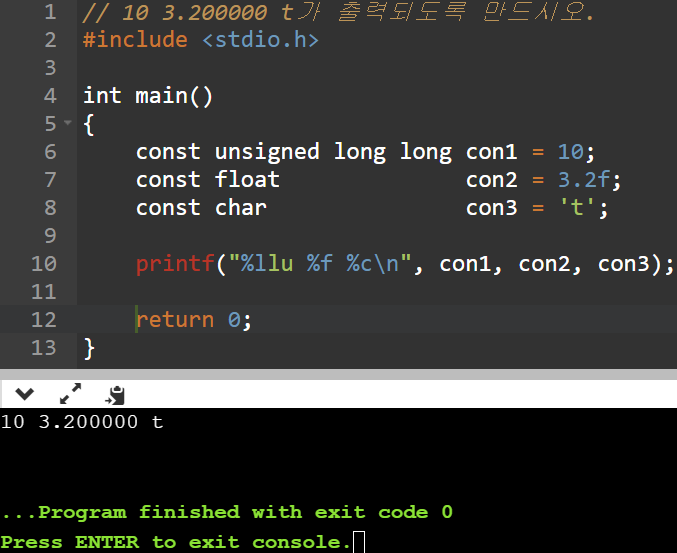 1 // 10 3.200000 t가 출력되도록 만드시오.
2 #include <stdio.h>
3
4 int main()
5 {
6     const unsigned long long con1 = 10;
7     const float              con2 = 3.2f;
8     const char               con3 = 't';
9
10     printf("%llu %f %c\n", con1, con2, con3);
11
12     return 0;
13 }
10 3.200000 t
...Program finished with exit code 0
Press ENTER to exit console.